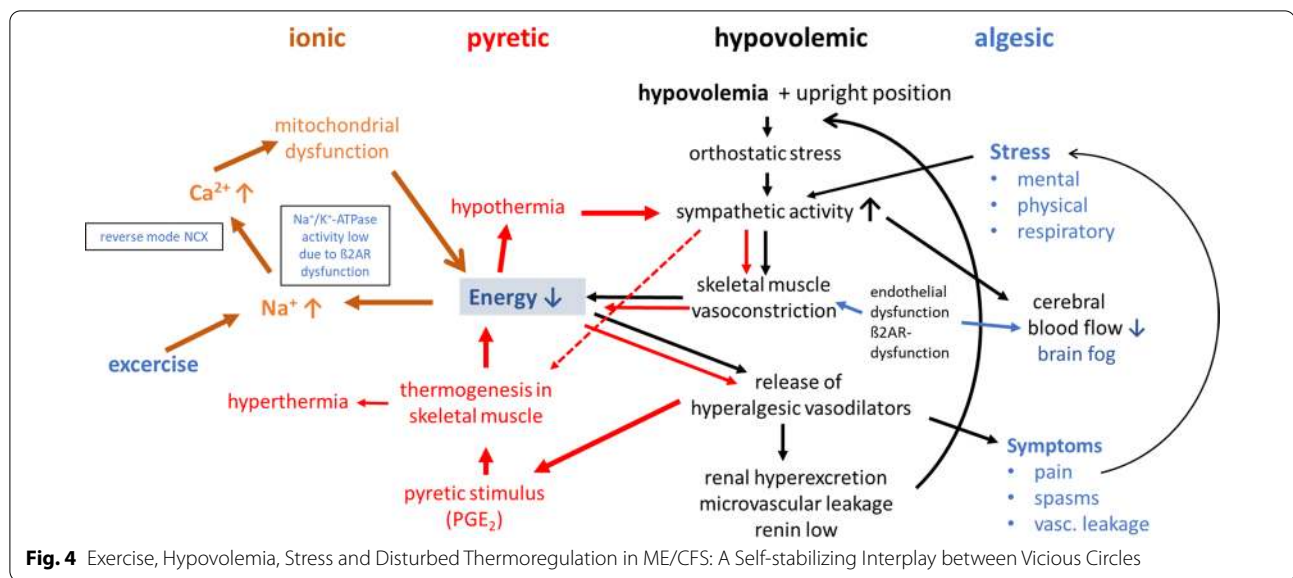 ionic
pyretic
hypovolemic
algesic
hypovolemia + upright position
mitochondrial
dysfunction
orthostatic stress
Stress
• mental
• physical
• respiratory
Ca²⁺ ↑
hypothermia
sympathetic activity ↑
reverse mode NCX
Na⁺/K⁺-ATPase
activity low
due to ß2AR
dysfunction
Na⁺ ↑
Energy ↓
skeletal muscle
vasoconstriction
endothelial
dysfunction
ß2AR-
dysfunction
cerebral
blood flow ↓
brain fog
excercise
hyperthermia
thermogenesis in
skeletal muscle
release of
hyperalgesic vasodilators
Symptoms
• pain
• spasms
• vasc. leakage
pyretic stimulus
(PGE₂)
renal hyperexcretion
microvascular leakage
renin low
Fig. 4 Exercise, Hypovolemia, Stress and Disturbed Thermoregulation in ME/CFS: A Self-stabilizing Interplay between Vicious Circles